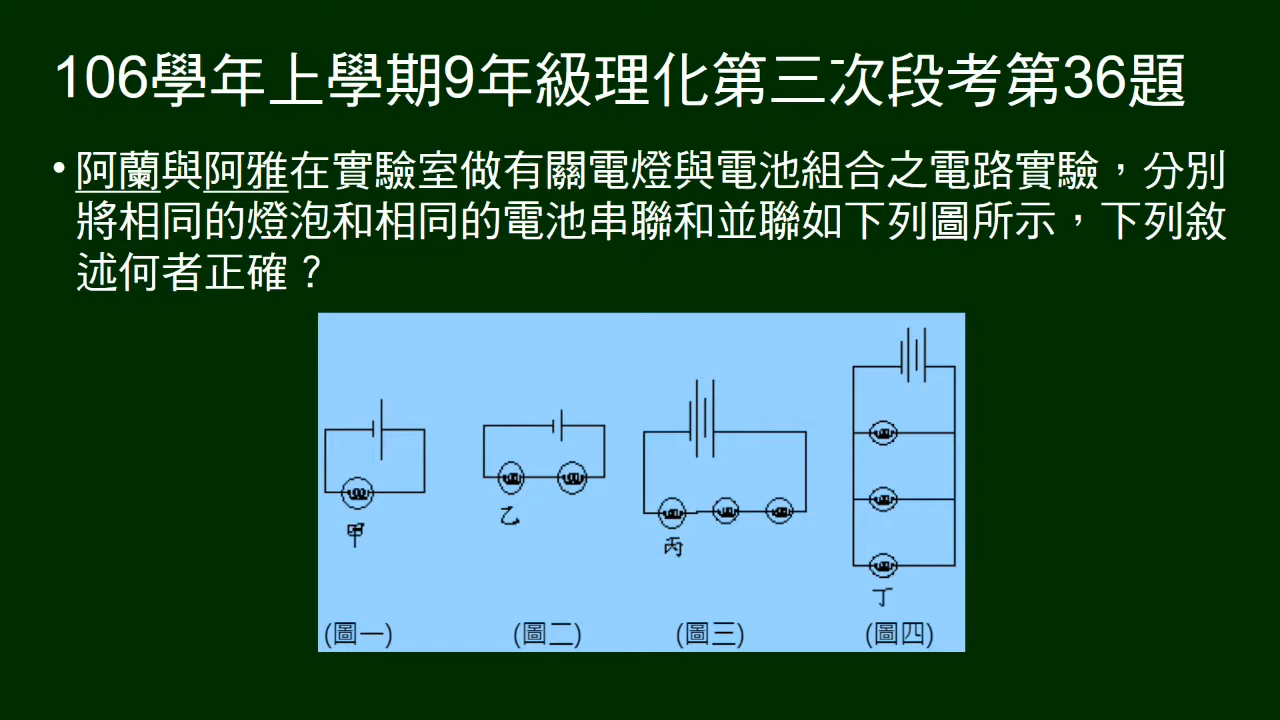 106學年上學期9年級理化第三次段考第36題
•阿蘭與阿雅在實驗室做有關電燈與電池組合之電路實驗，分別
將相同的燈泡和相同的電池串聯和並聯如下列圖所示，下列敘
述何者正確？
甲
乙
丙
丁
(圖一)
(圖二)
(圖三)
(圖四)